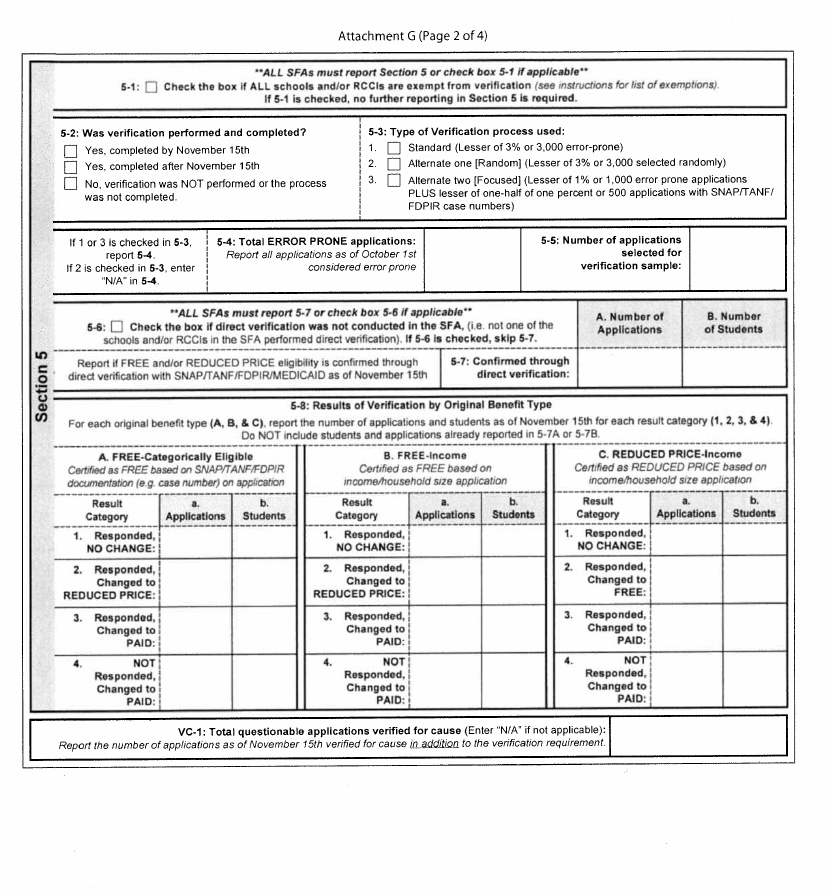 Attachment G (Page 2 of 4)
Section 5
**ALL SFAs must report Section 5 or check box 5-1 if applicable**
5-1: ☐ Check the box if ALL schools and/or RCCIs are exempt from verification (see instructions for list of exemptions).
If 5-1 is checked, no further reporting in Section 5 is required.
5-2: Was verification performed and completed?
☐ Yes, completed by November 15th
☐ Yes, completed after November 15th
☐ No, verification was NOT performed or the process
was not completed.
5-3: Type of Verification process used:
1. ☐ Standard (Lesser of 3% or 3,000 error-prone)
2. ☐ Alternate one [Random] (Lesser of 3% or 3,000 selected randomly)
3. ☐ Alternate two [Focused] (Lesser of 1% or 1,000 error prone applications
PLUS lesser of one-half of one percent or 500 applications with SNAP/TANF/
FDPIR case numbers)
If 1 or 3 is checked in 5-3,
report 5-4.
If 2 is checked in 5-3, enter
"N/A" in 5-4.
5-4: Total ERROR PRONE applications:
Report all applications as of October 1st
considered error prone
5-5: Number of applications
selected for
verification sample:
**ALL SFAs must report 5-7 or check box 5-6 if applicable**
5-6: ☐ Check the box if direct verification was not conducted in the SFA, (i.e. not one of the
schools and/or RCCIs in the SFA performed direct verification). If 5-6 is checked, skip 5-7.
A. Number of
Applications
B. Number
of Students
Report if FREE and/or REDUCED PRICE eligibility is confirmed through
direct verification with SNAP/TANF/FDPIR/MEDICAID as of November 15th
5-7: Confirmed through
direct verification:
5-8: Results of Verification by Original Benefit Type
For each original benefit type (A, B, & C), report the number of applications and students as of November 15th for each result category (1, 2, 3, & 4).
Do NOT include students and applications already reported in 5-7A or 5-7B.
A. FREE-Categorically Eligible
Certified as FREE based on SNAP/TANF/FDPIR
documentation (e.g. case number) on application
Result
Category
a.
Applications
b.
Students
1. Responded,
NO CHANGE:
2. Responded,
Changed to
REDUCED PRICE:
3. Responded,
Changed to
PAID:
4. NOT
Responded,
Changed to
PAID:
B. FREE-Income
Certified as FREE based on
income/household size application
Result
Category
a.
Applications
b.
Students
1. Responded,
NO CHANGE:
2. Responded,
Changed to
REDUCED PRICE:
3. Responded,
Changed to
PAID:
4. NOT
Responded,
Changed to
PAID:
C. REDUCED PRICE-Income
Certified as REDUCED PRICE based on
income/household size application
Result
Category
a.
Applications
b.
Students
1. Responded,
NO CHANGE:
2. Responded,
Changed to
FREE:
3. Responded,
Changed to
PAID:
4. NOT
Responded,
Changed to
PAID:
VC-1: Total questionable applications verified for cause (Enter "N/A" if not applicable):
Report the number of applications as of November 15th verified for cause in addition to the verification requirement.